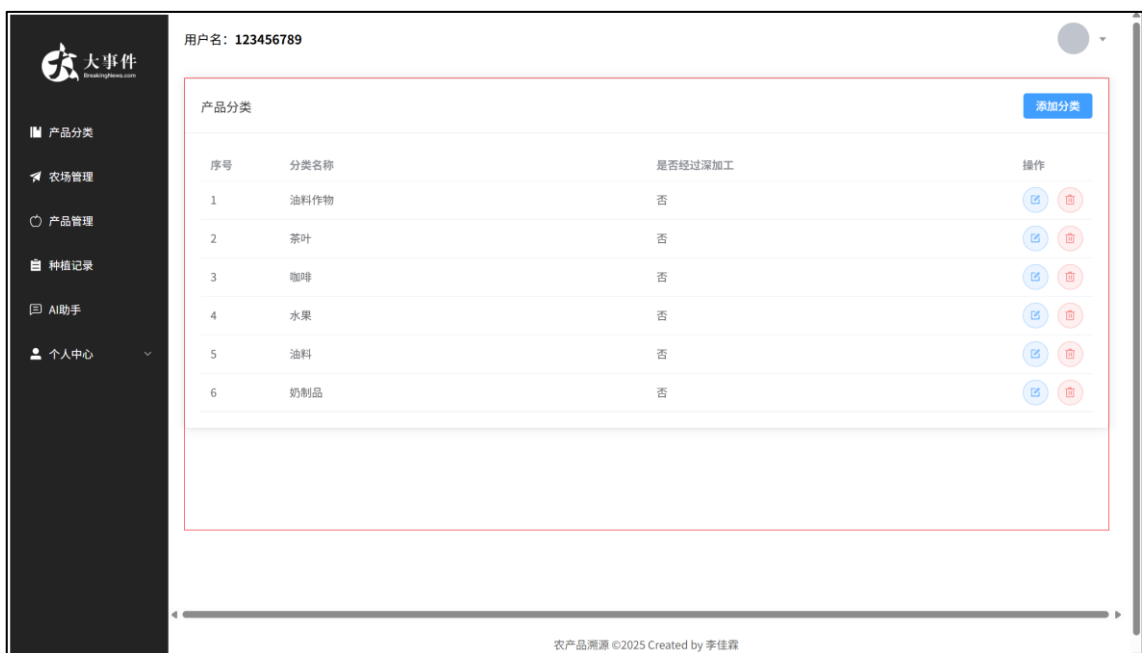 大事件
BreakingNews.com
产品分类
农场管理
产品管理
种植记录
AI助手
个人中心
用户名：123456789
产品分类 添加分类
序号 分类名称 是否经过深加工 操作
1 油料作物 否
2 茶叶 否
3 咖啡 否
4 水果 否
5 油料 否
6 奶制品 否
农产品溯源 ©2025 Created by 李佳霖